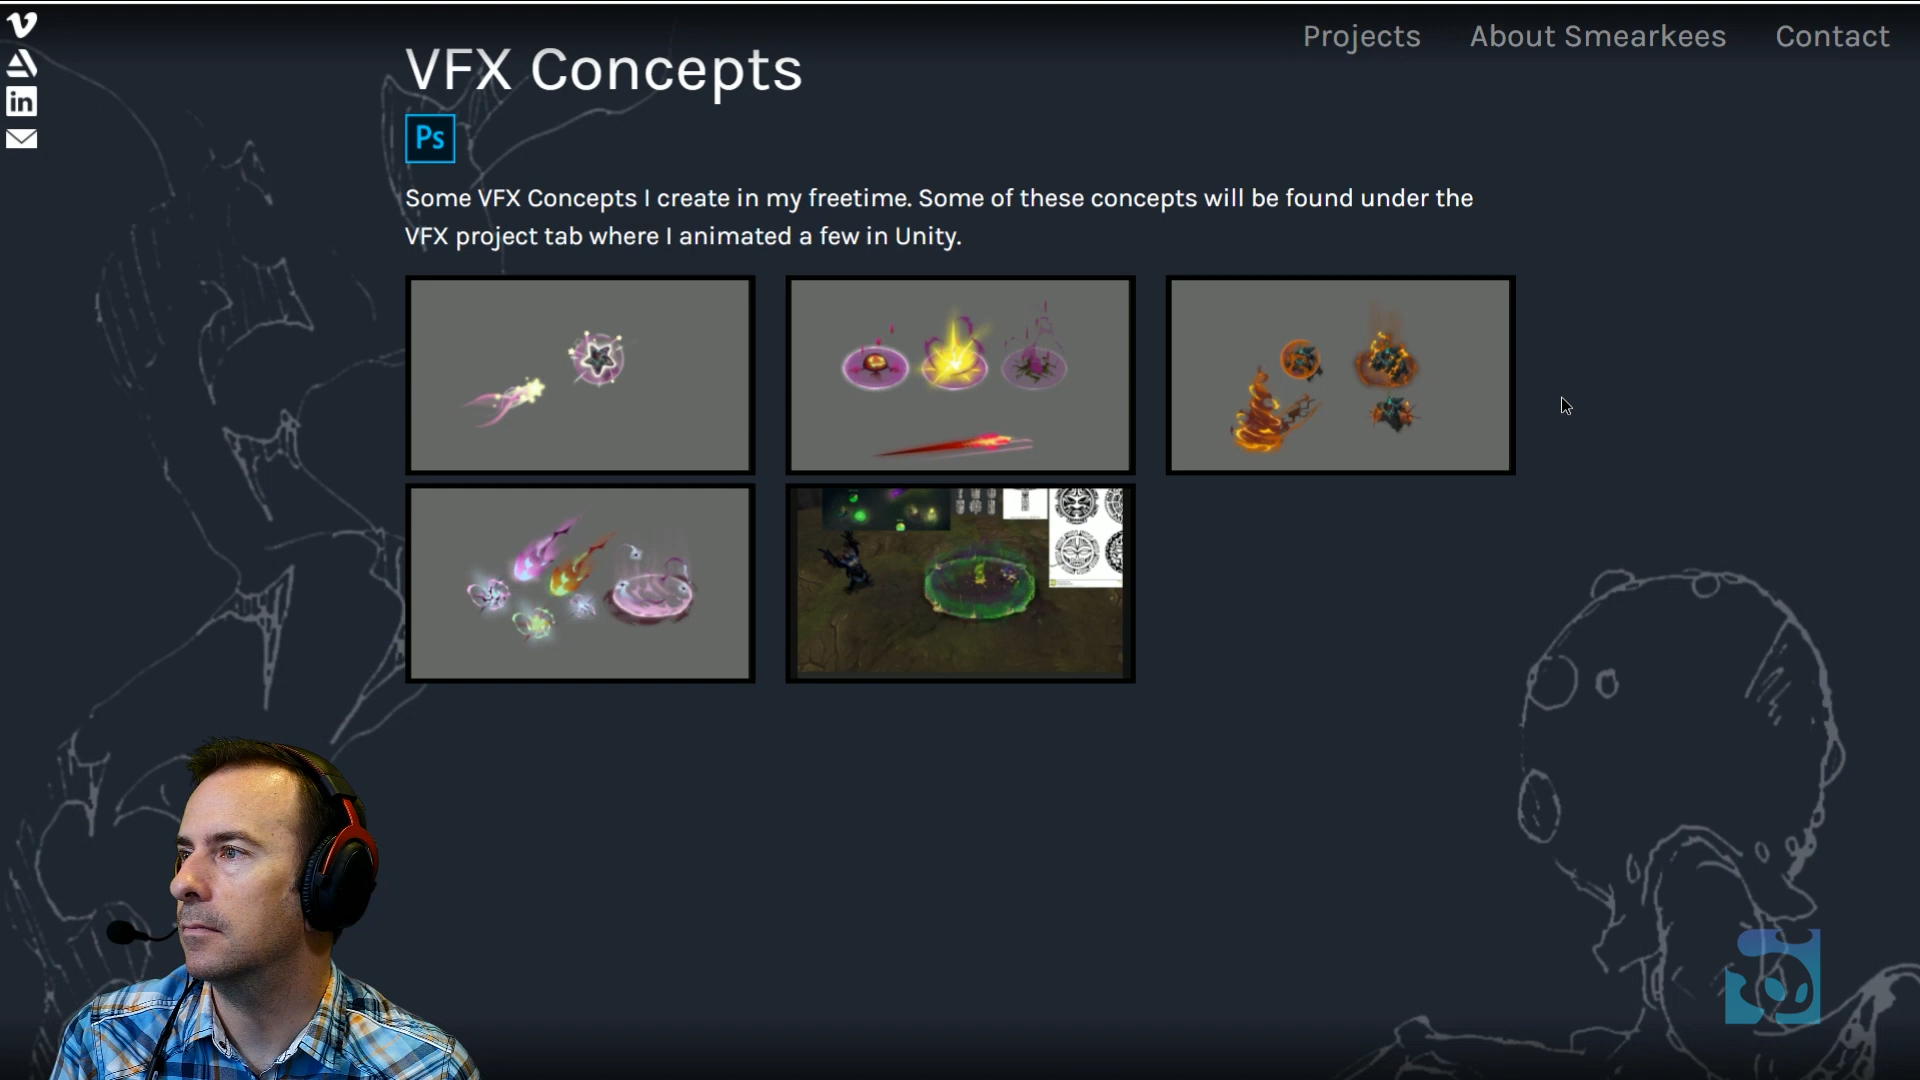 Projects
About Smearkees
Contact
VFX Concepts
Ps
Some VFX Concepts I create in my freetime. Some of these concepts will be found under the
VFX project tab where I animated a few in Unity.
in